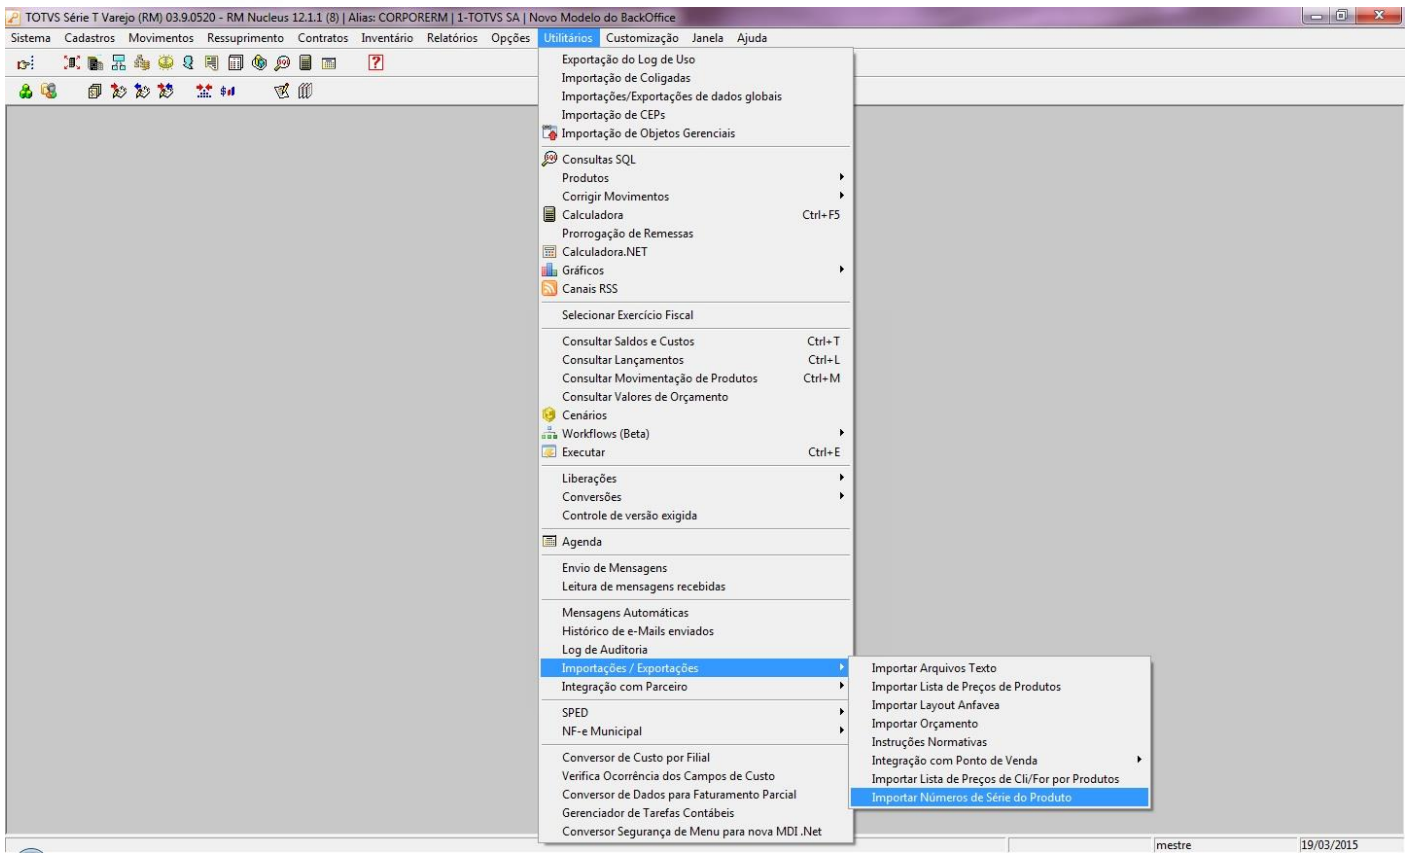 TOTVS Série T Varejo (RM) 03.9.0520 - RM Nucleus 12.1.1 (8) | Alias: CORPORERM | 1-TOTVS SA | Novo Modelo do BackOffice
Sistema Cadastros Movimentos Ressuprimento Contratos Inventário Relatórios Opções Utilitários Customização Janela Ajuda
Exportação do Log de Uso
Importação de Coligadas
Importações/Exportações de dados globais
Importação de CEPs
Importação de Objetos Gerenciais
Consultas SQL
Produtos
Corrigir Movimentos
Calculadora Ctrl+F5
Prorrogação de Remessas
Calculadora.NET
Gráficos
Canais RSS
Selecionar Exercício Fiscal
Consultar Saldos e Custos Ctrl+T
Consultar Lançamentos Ctrl+L
Consultar Movimentação de Produtos Ctrl+M
Consultar Valores de Orçamento
Cenários
Workflows (Beta)
Executar Ctrl+E
Liberações
Conversões
Controle de versão exigida
Agenda
Envio de Mensagens
Leitura de mensagens recebidas
Mensagens Automáticas
Histórico de e-Mails enviados
Log de Auditoria
Importações / Exportações
Integração com Parceiro
SPED
NF-e Municipal
Conversor de Custo por Filial
Verifica Ocorrência dos Campos de Custo
Conversor de Dados para Faturamento Parcial
Gerenciador de Tarefas Contábeis
Conversor Segurança de Menu para nova MDI .Net
Importar Arquivos Texto
Importar Lista de Preços de Produtos
Importar Layout Anfavea
Importar Orçamento
Instruções Normativas
Integração com Ponto de Venda
Importar Lista de Preços de Cli/For por Produtos
Importar Números de Série do Produto
mestre 19/03/2015